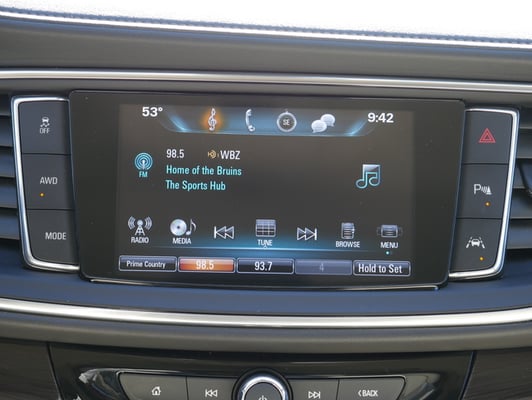 53° SE 9:42
OFF
98.5 WBZ
Home of the Bruins
FM
The Sports Hub
AWD
P
MODE
RADIO MEDIA TUNE BROWSE MENU
Prime Country 98.5 93.7 4 Hold to Set
BACK